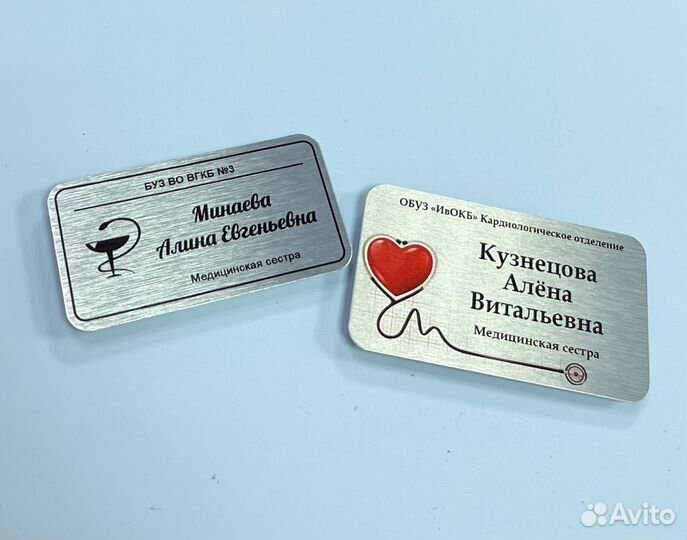 БУЗ ВО ВГКБ №3
Минаева
Алина Евгеньевна
Медицинская сестра
ОБУЗ «ИвОКБ» Кардиологическое отделение
Кузнецова
Алёна
Витальевна
Медицинская сестра
Avito